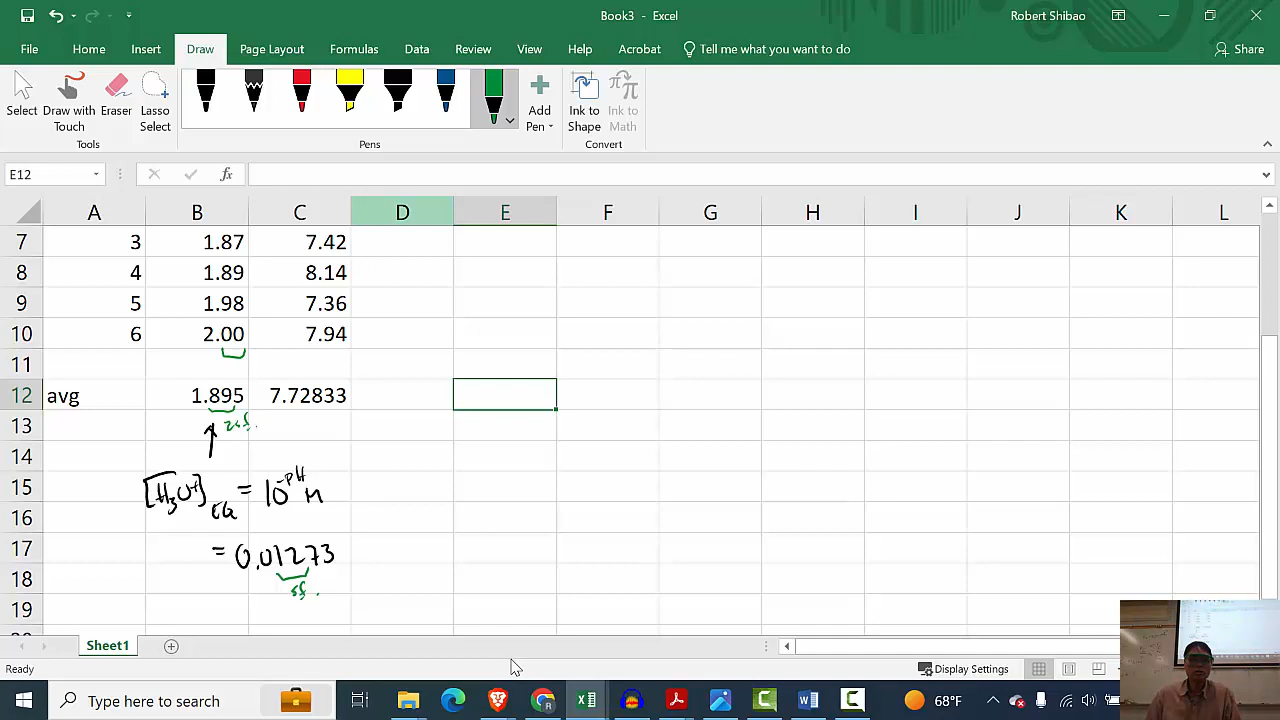 Book3 - Excel
Robert Shibao
File Home Insert Draw Page Layout Formulas Data Review View Help Acrobat Tell me what you want to do Share
Select
Draw with Touch
Eraser
Lasso Select
Add Pen
Ink to Shape
Ink to Math
Tools Pens Convert
E12 fx
A B C D E F G H I J K L
7 3 1.87 7.42
8 4 1.89 8.14
9 5 1.98 7.36
10 6 2.00 7.94
11
12 avg 1.895 7.72833
13 2sf.
14
15 [H3O+] = 10-pH M
16
17 = 0.01273
18 sf.
19
Sheet1
Ready Display Settings
Type here to search 68°F